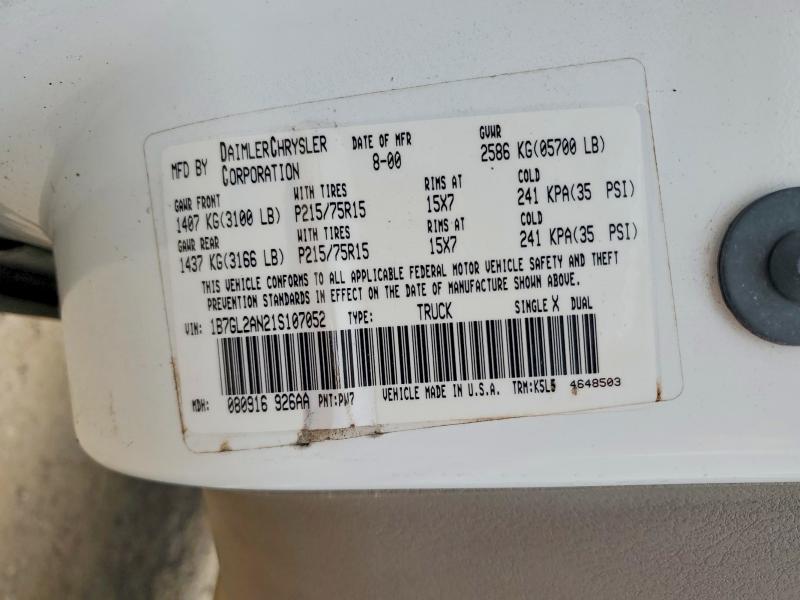 MFD BY DAIMLERCHRYSLER CORPORATION DATE OF MFR 8-00 GVWR 2586 KG(05700 LB)
GAWR FRONT WITH TIRES RIMS AT COLD
1407 KG(3100 LB) P215/75R15 15X7 241 KPA(35 PSI)
GAWR REAR WITH TIRES RIMS AT COLD
1437 KG(3166 LB) P215/75R15 15X7 241 KPA(35 PSI)
THIS VEHICLE CONFORMS TO ALL APPLICABLE FEDERAL MOTOR VEHICLE SAFETY AND THEFT
PREVENTION STANDARDS IN EFFECT ON THE DATE OF MANUFACTURE SHOWN ABOVE.
VIN: 1B7GL2AN21S107052 TYPE: TRUCK SINGLE X DUAL
MDH: 080916 926AA PNT:PW7 VEHICLE MADE IN U.S.A. TRM:K5L5 4648503